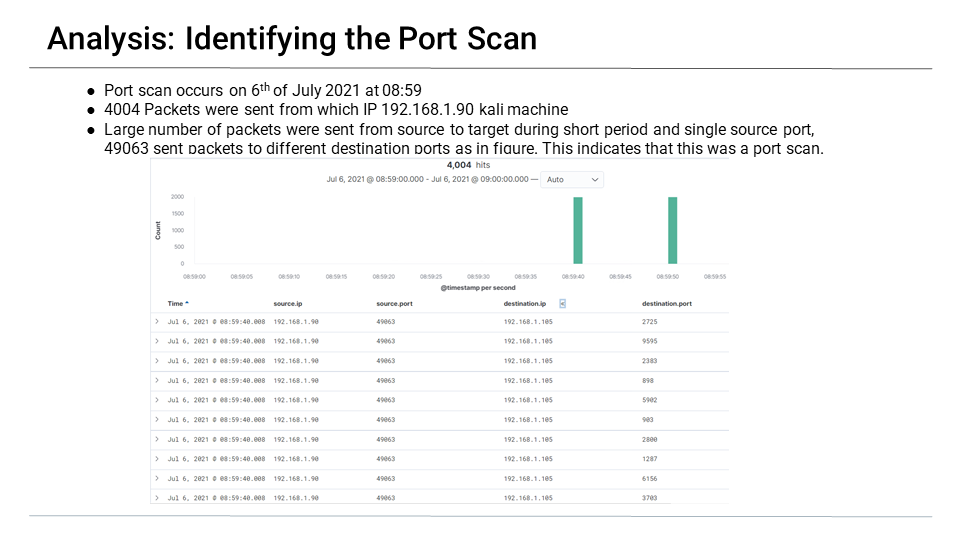 Analysis: Identifying the Port Scan
● Port scan occurs on 6th of July 2021 at 08:59
● 4004 Packets were sent from which IP 192.168.1.90 kali machine
● Large number of packets were sent from source to target during short period and single source port,
49063 sent packets to different destination ports as in figure. This indicates that this was a port scan.
4,004 hits
Jul 6, 2021 @ 08:59:00.000 - Jul 6, 2021 @ 09:00:00.000 — Auto
Count
2000
1500
1000
500
0
08:59:00 08:59:05 08:59:10 08:59:15 08:59:20 08:59:25 08:59:30 08:59:35 08:59:40 08:59:45 08:59:50 08:59:55
@timestamp per second
Time source.ip source.port destination.ip destination.port
Jul 6, 2021 @ 08:59:40.008 192.168.1.90 49063 192.168.1.105 2725
Jul 6, 2021 @ 08:59:40.008 192.168.1.90 49063 192.168.1.105 9595
Jul 6, 2021 @ 08:59:40.008 192.168.1.90 49063 192.168.1.105 2383
Jul 6, 2021 @ 08:59:40.008 192.168.1.90 49063 192.168.1.105 898
Jul 6, 2021 @ 08:59:40.008 192.168.1.90 49063 192.168.1.105 5902
Jul 6, 2021 @ 08:59:40.008 192.168.1.90 49063 192.168.1.105 903
Jul 6, 2021 @ 08:59:40.008 192.168.1.90 49063 192.168.1.105 2800
Jul 6, 2021 @ 08:59:40.008 192.168.1.90 49063 192.168.1.105 1287
Jul 6, 2021 @ 08:59:40.008 192.168.1.90 49063 192.168.1.105 6156
Jul 6, 2021 @ 08:59:40.008 192.168.1.90 49063 192.168.1.105 3703